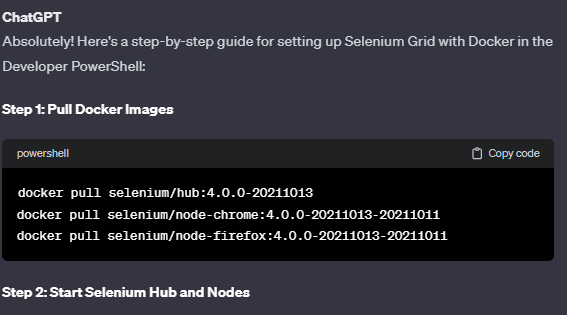 ChatGPT
Absolutely! Here's a step-by-step guide for setting up Selenium Grid with Docker in the
Developer PowerShell:
Step 1: Pull Docker Images
powershell Copy code
docker pull selenium/hub:4.0.0-20211013
docker pull selenium/node-chrome:4.0.0-20211013-20211011
docker pull selenium/node-firefox:4.0.0-20211013-20211011
Step 2: Start Selenium Hub and Nodes